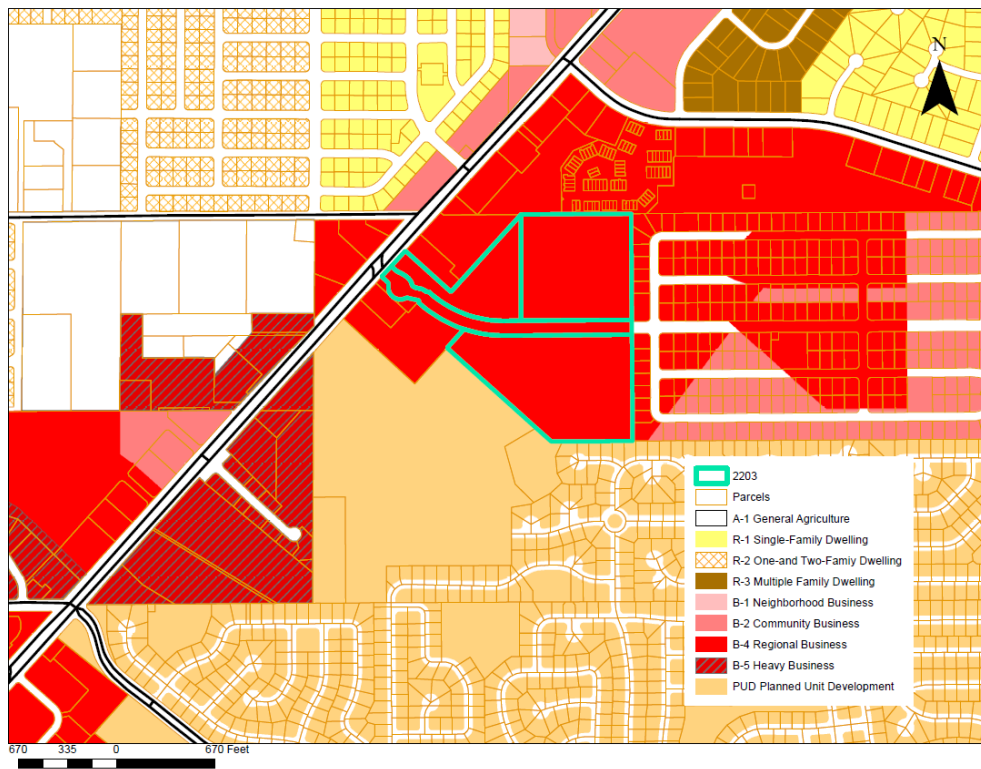 N
2203
Parcels
A-1 General Agriculture
R-1 Single-Family Dwelling
R-2 One-and Two-Famiy Dwelling
R-3 Multiple Family Dwelling
B-1 Neighborhood Business
B-2 Community Business
B-4 Regional Business
B-5 Heavy Business
PUD Planned Unit Development
670 335 0 670 Feet